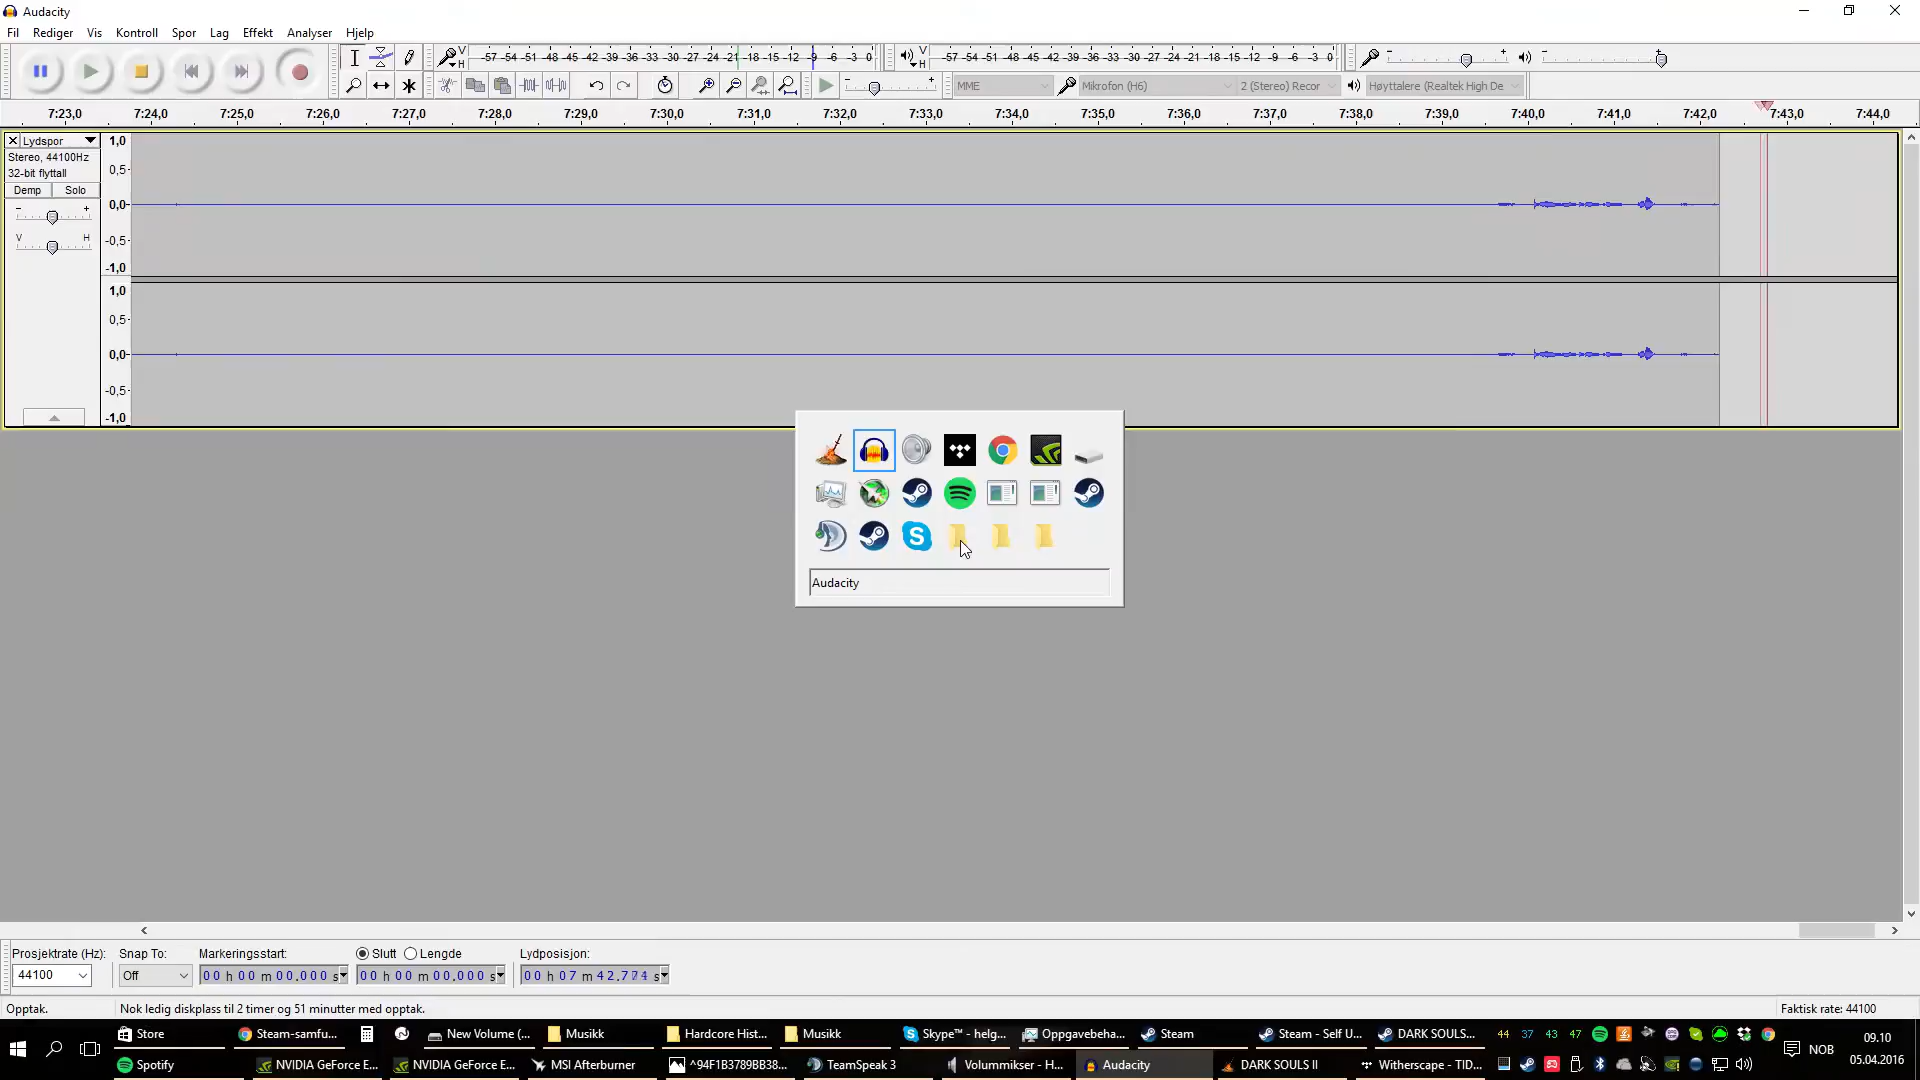 Audacity
Fil Rediger Vis Kontroll Spor Lag Effekt Analyser Hjelp
V H -57 -54 -51 -48 -45 -42 -39 -36 -33 -30 -27 -24 -21 -18 -15 -12 -9 -6 -3 0
V H -57 -54 -51 -48 -45 -42 -39 -36 -33 -30 -27 -24 -21 -18 -15 -12 -9 -6 -3 0
MME Mikrofon (H6) 2 (Stereo) Recor Høyttalere (Realtek High De
7:23,0 7:24,0 7:25,0 7:26,0 7:27,0 7:28,0 7:29,0 7:30,0 7:31,0 7:32,0 7:33,0 7:34,0 7:35,0 7:36,0 7:37,0 7:38,0 7:39,0 7:40,0 7:41,0 7:42,0 7:43,0 7:44,0
Lydspor
Stereo, 44100Hz
32-bit flyttall
Demp Solo
- +
V H
1,0
0,5-
0,0-
-0,5-
-1,0
1,0
0,5-
0,0-
-0,5-
-1,0
Audacity
Prosjektrate (Hz): Snap To: Markeringsstart: Slutt Lengde Lydposisjon:
44100 Off 00 h 00 m 00.000 s 00 h 00 m 00.000 s 00 h 07 m 42.774 s
Opptak. Nok ledig diskplass til 2 timer og 51 minutter med opptak. Faktisk rate: 44100
Store Steam-samfu... New Volume (... Musikk Hardcore Hist... Musikk Skype™ - helg... Oppgavebeha... Steam Steam - Self U... DARK SOULS... 44 37 43 47
Spotify NVIDIA GeForce E... NVIDIA GeForce E... MSI Afterburner ^94F1B3789BB38... TeamSpeak 3 Volummikser - H... Audacity DARK SOULS II Witherscape - TID...
NOB
09.10
05.04.2016